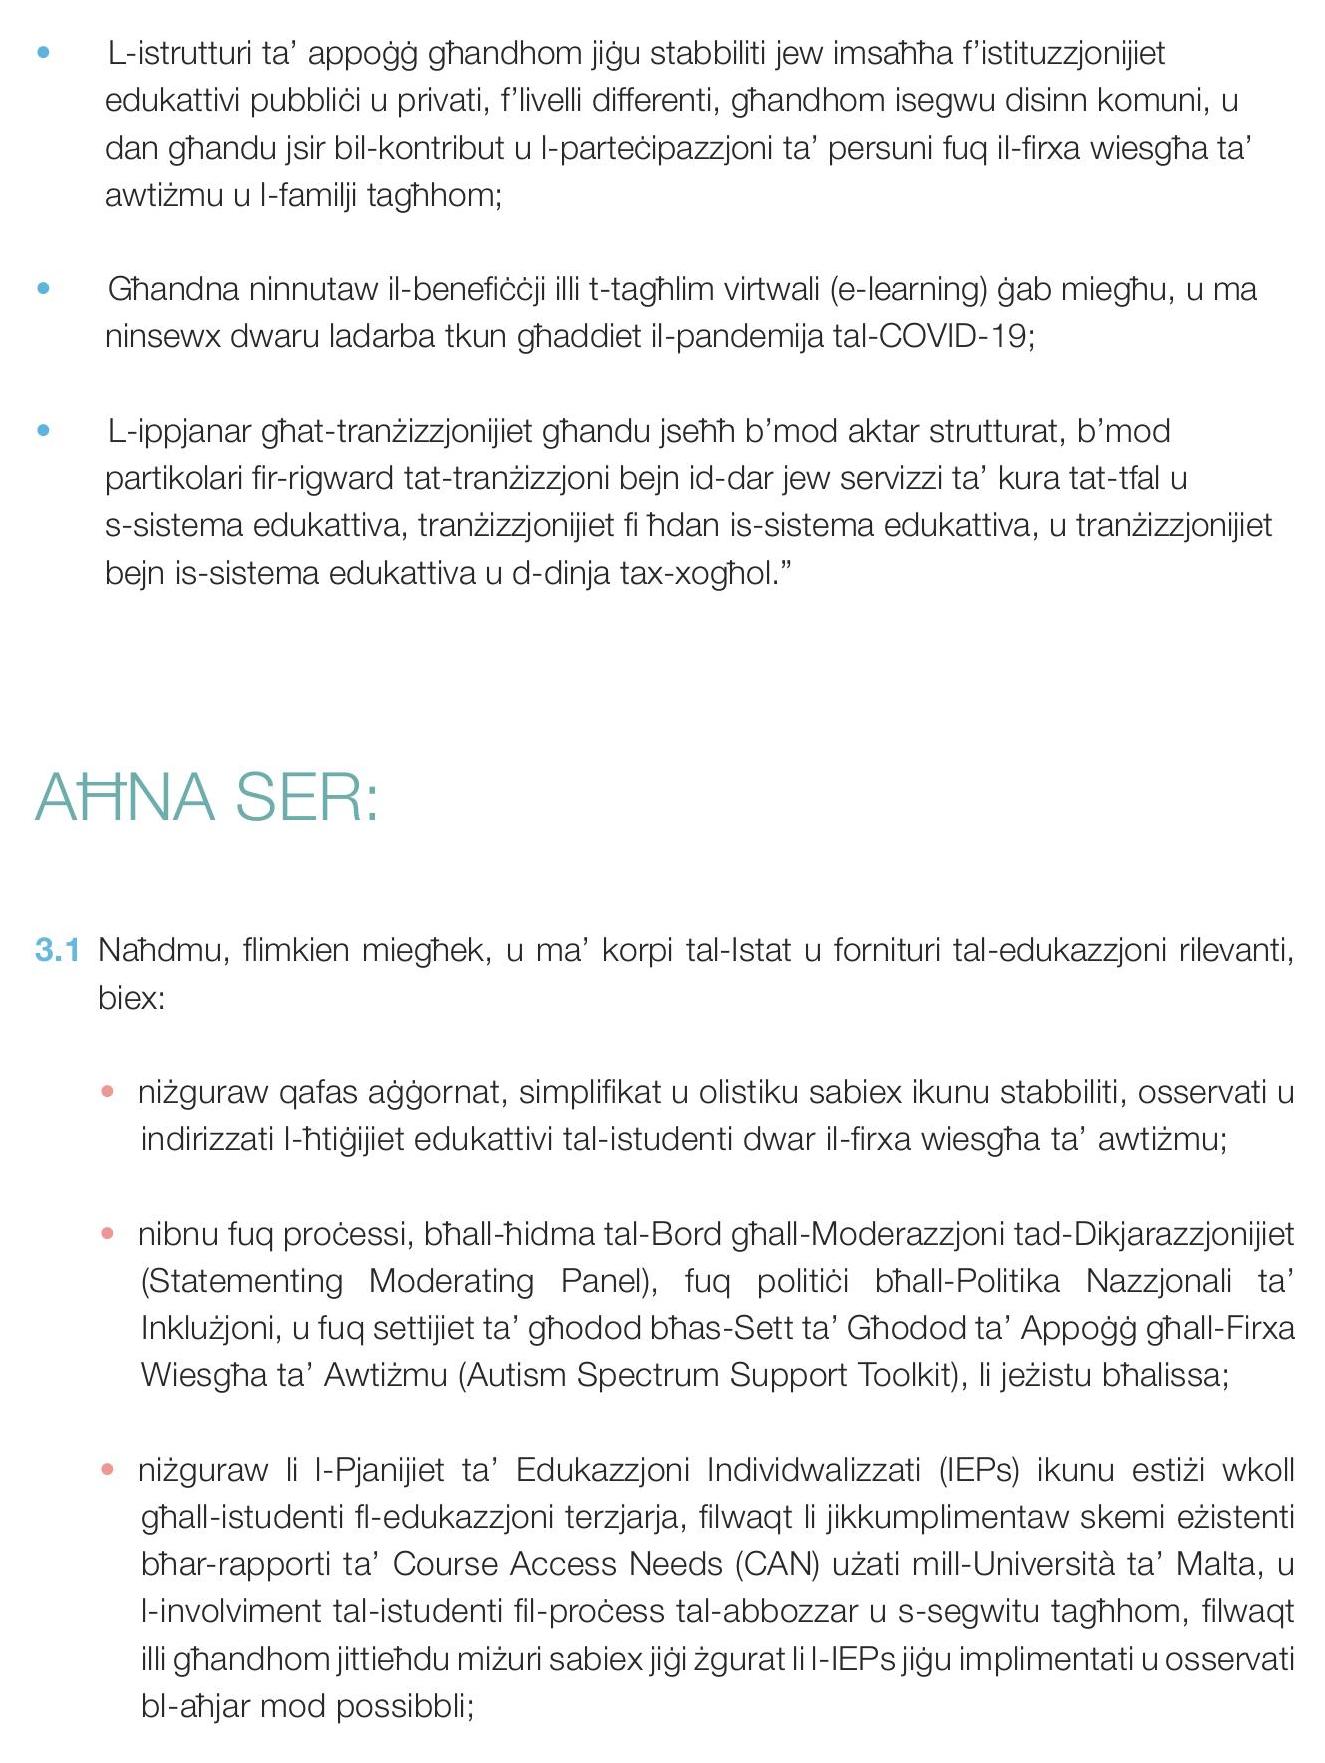 • L-istrutturi ta’ appoġġ għandhom jiġu stabbiliti jew imsaħħa f’istituzzjonijiet
edukattivi pubbliċi u privati, f’livelli differenti, għandhom isegwu disinn komuni, u
dan għandu jsir bil-kontribut u l-parteċipazzjoni ta’ persuni fuq il-firxa wiesgħa ta’
awtiżmu u l-familji tagħhom;
• Għandna ninnutaw il-benefiċċji illi t-tagħlim virtwali (e-learning) ġab miegħu, u ma
ninsewx dwaru ladarba tkun għaddiet il-pandemija tal-COVID-19;
• L-ippjanar għat-tranżizzjonijiet għandu jseħħ b’mod aktar strutturat, b’mod
partikolari fir-rigward tat-tranżizzjoni bejn id-dar jew servizzi ta’ kura tat-tfal u
s-sistema edukattiva, tranżizzjonijiet fi ħdan is-sistema edukattiva, u tranżizzjonijiet
bejn is-sistema edukattiva u d-dinja tax-xogħol.”
AĦNA SER:
3.1 Naħdmu, flimkien miegħek, u ma’ korpi tal-Istat u fornituri tal-edukazzjoni rilevanti,
biex:
• niżguraw qafas aġġornat, simplifikat u olistiku sabiex ikunu stabbiliti, osservati u
indirizzati l-ħtiġijiet edukattivi tal-istudenti dwar il-firxa wiesgħa ta’ awtiżmu;
• nibnu fuq proċessi, bħall-ħidma tal-Bord għall-Moderazzjoni tad-Dikjarazzjonijiet
(Statementing Moderating Panel), fuq politiċi bħall-Politika Nazzjonali ta’
Inklużjoni, u fuq settijiet ta’ għodod bħas-Sett ta’ Għodod ta’ Appoġġ għall-Firxa
Wiesgħa ta’ Awtiżmu (Autism Spectrum Support Toolkit), li jeżistu bħalissa;
• niżguraw li l-Pjanijiet ta’ Edukazzjoni Individwalizzati (IEPs) ikunu estiżi wkoll
għall-istudenti fl-edukazzjoni terzjarja, filwaqt li jikkumplimentaw skemi eżistenti
bħar-rapporti ta’ Course Access Needs (CAN) użati mill-Università ta’ Malta, u
l-involviment tal-istudenti fil-proċess tal-abbozzar u s-segwitu tagħhom, filwaqt
illi għandhom jittieħdu miżuri sabiex jiġi żgurat li l-IEPs jiġu implimentati u osservati
bl-aħjar mod possibbli;